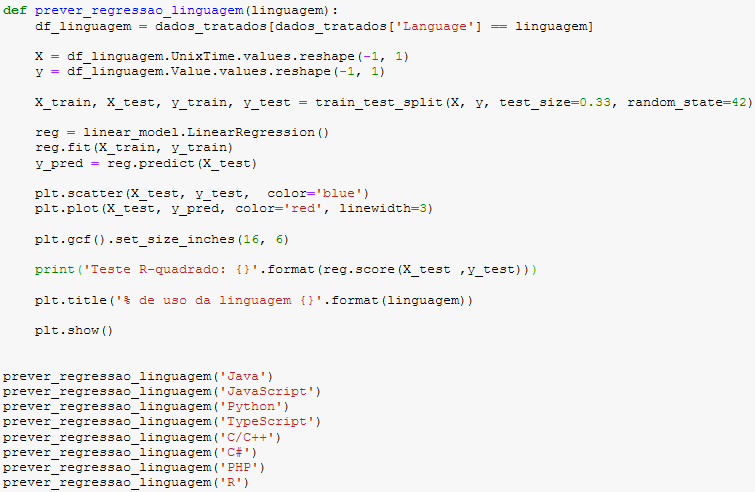 def prever_regressao_linguagem(linguagem):
    df_linguagem = dados_tratados[dados_tratados['Language'] == linguagem]
    X = df_linguagem.UnixTime.values.reshape(-1, 1)
    y = df_linguagem.Value.values.reshape(-1, 1)
    X_train, X_test, y_train, y_test = train_test_split(X, y, test_size=0.33, random_state=42)
    reg = linear_model.LinearRegression()
    reg.fit(X_train, y_train)
    y_pred = reg.predict(X_test)
    plt.scatter(X_test, y_test,  color='blue')
    plt.plot(X_test, y_pred, color='red', linewidth=3)
    plt.gcf().set_size_inches(16, 6)
    print('Teste R-quadrado: {}'.format(reg.score(X_test ,y_test)))
    plt.title('% de uso da linguagem {}'.format(linguagem))
    plt.show()
prever_regressao_linguagem('Java')
prever_regressao_linguagem('JavaScript')
prever_regressao_linguagem('Python')
prever_regressao_linguagem('TypeScript')
prever_regressao_linguagem('C/C++')
prever_regressao_linguagem('C#')
prever_regressao_linguagem('PHP')
prever_regressao_linguagem('R')